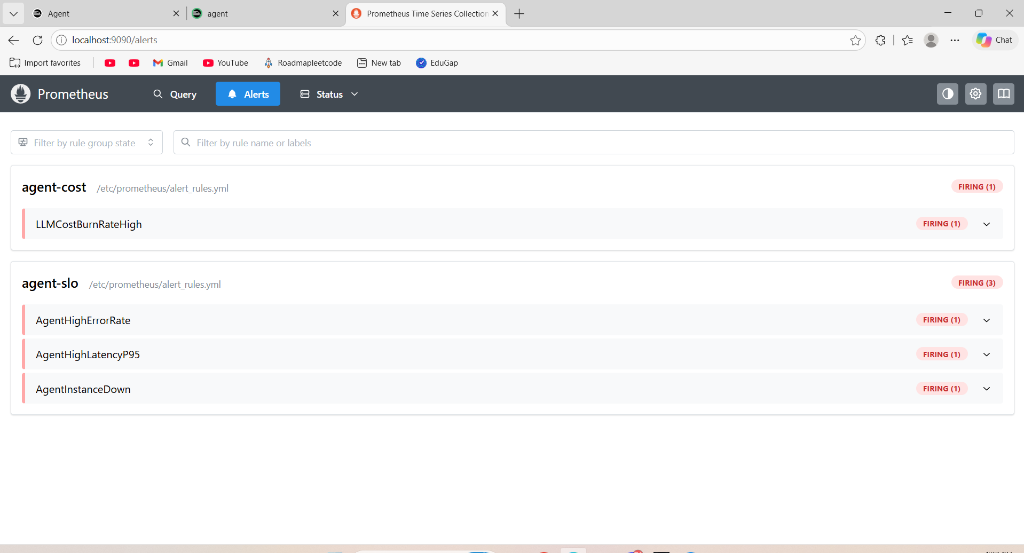 Agent
agent
Prometheus Time Series Collection
localhost:9090/alerts
Chat
Import favorites
Gmail
YouTube
Roadmapleetcode
New tab
EduGap
Prometheus
Query
Alerts
Status
Filter by rule group state
Filter by rule name or labels
agent-cost /etc/prometheus/alert_rules.yml FIRING (1)
LLMCostBurnRateHigh FIRING (1)
agent-slo /etc/prometheus/alert_rules.yml FIRING (3)
AgentHighErrorRate FIRING (1)
AgentHighLatencyP95 FIRING (1)
AgentInstanceDown FIRING (1)